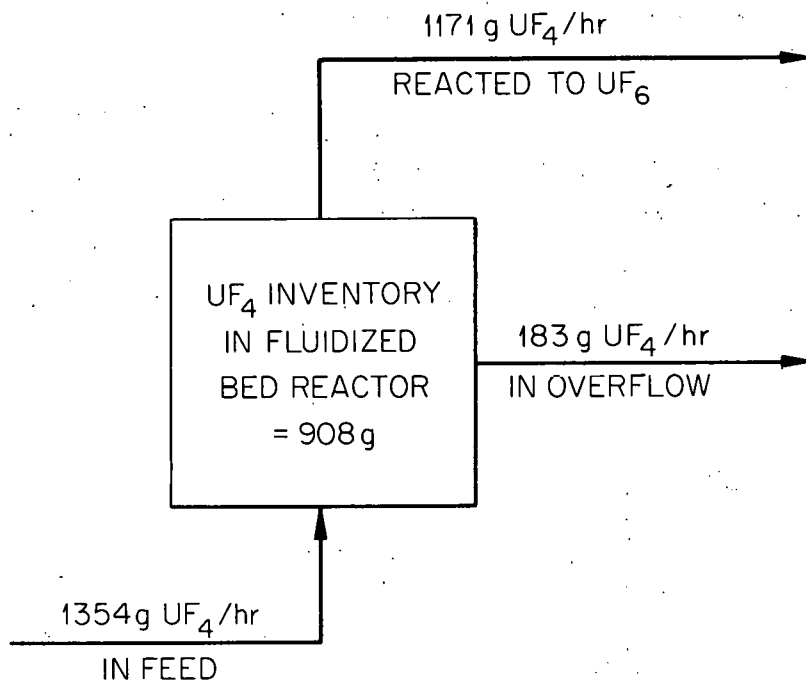 1171 g UF₄/hr
REACTED TO UF₆
UF₄ INVENTORY
IN FLUIDIZED
BED REACTOR
= 908 g
183 g UF₄/hr
IN OVERFLOW
1354 g UF₄/hr
IN FEED